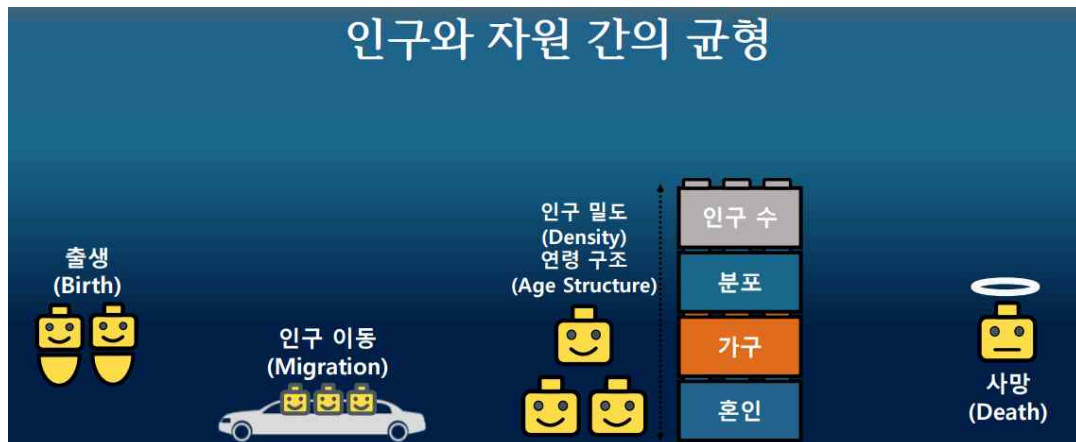 인구와 자원 간의 균형
출생
(Birth)
인구 이동
(Migration)
인구 밀도
(Density)
연령 구조
(Age Structure)
인구 수
분포
가구
혼인
사망
(Death)